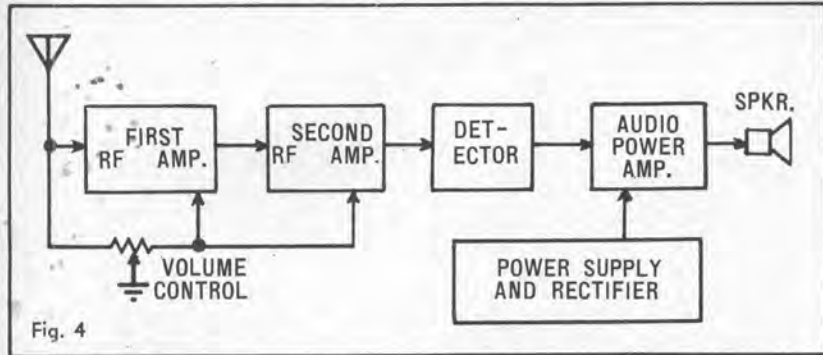 FIRST
RF AMP.
SECOND
RF AMP.
DET-
ECTOR
AUDIO
POWER
AMP.
SPKR.
VOLUME
CONTROL
POWER SUPPLY
AND RECTIFIER
Fig. 4